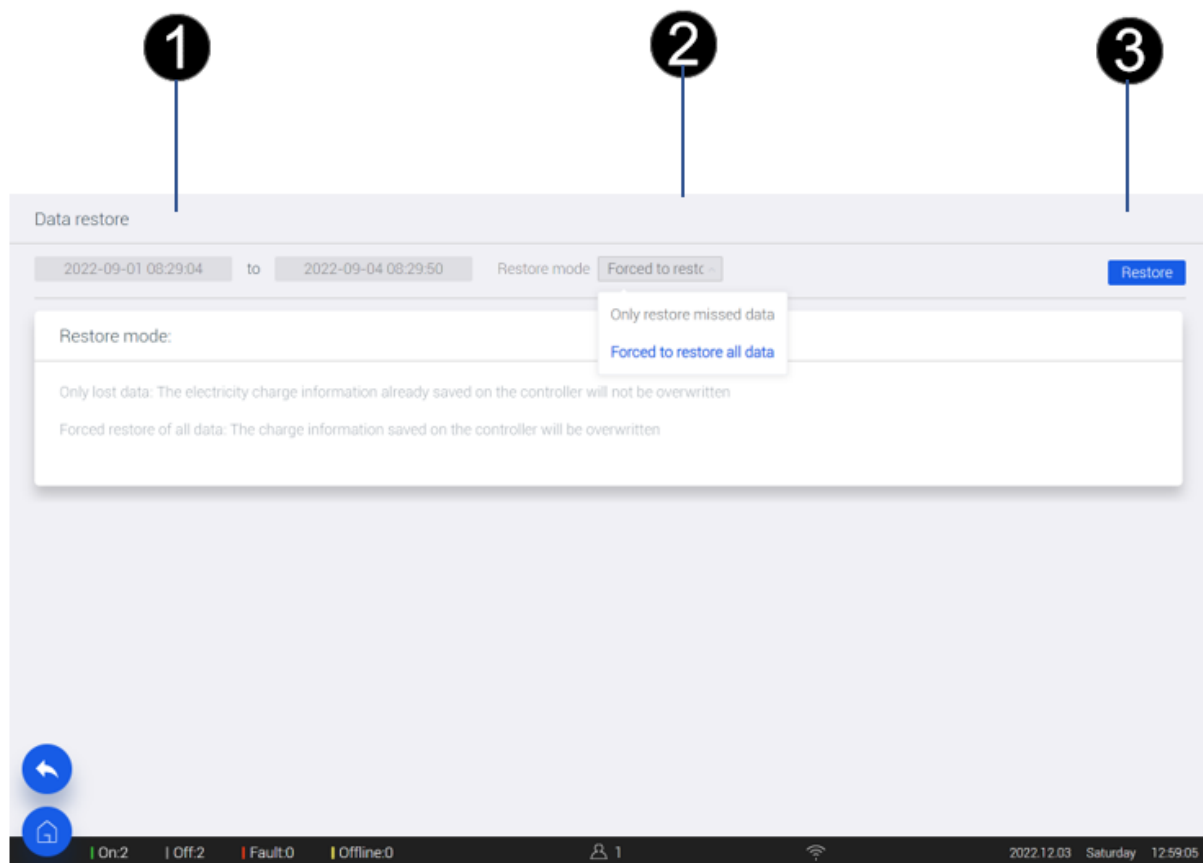 1 2 3
Data restore
2022-09-01 08:29:04 to 2022-09-04 08:29:50 Restore mode Forced to restc Restore
Only restore missed data
Forced to restore all data
Restore mode:
Only lost data: The electricity charge information already saved on the controller will not be overwritten
Forced restore of all data: The charge information saved on the controller will be overwritten
On:2 Off:2 Fault:0 Offline:0 1 2022.12.03 Saturday 12:59:05